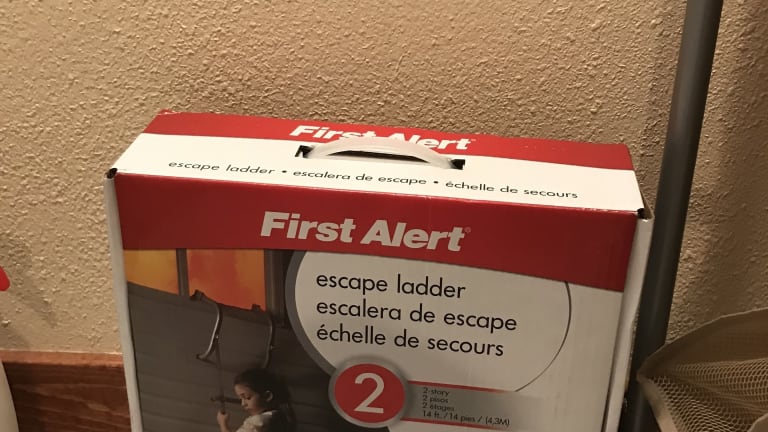 First Alert
escape ladder • escalera de escape • échelle de secours
First Alert®
escape ladder
escalera de escape
échelle de secours
2
2-story
2 pisos
2 étages
14 ft. / 14 pies / (4,3M)